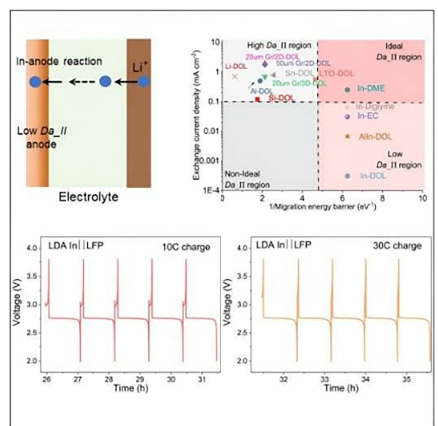 In-anode reaction
Li⁺
Low Da_II
anode
Electrolyte
High Da_II region
Ideal
Da_II region
Exchange current density (mA cm⁻²)
100
10
1
0.1
0.01
0.001
1E-4
Li-DOL
20um Gr/2D-DOL
50um Gr/2D-DOL
Sn-DOL
LTO-DOL
20um Gr/3D-DOL
Al-DOL
Si-DOL
In-DME
In-Diglyme
In-EC
AlIn-DOL
In-DOL
Low
Da_II region
Non-Ideal
Da_II region
0 2 4 6 8 10
1/Migration energy barrier (eV⁻¹)
LDA In||LFP 10C charge
Voltage (V)
4.0
3.5
3.0
2.5
2.0
26 27 28 29 30 31
Time (h)
LDA In||LFP 30C charge
Voltage (V)
4.0
3.5
3.0
2.5
2.0
32 33 34 35
Time (h)